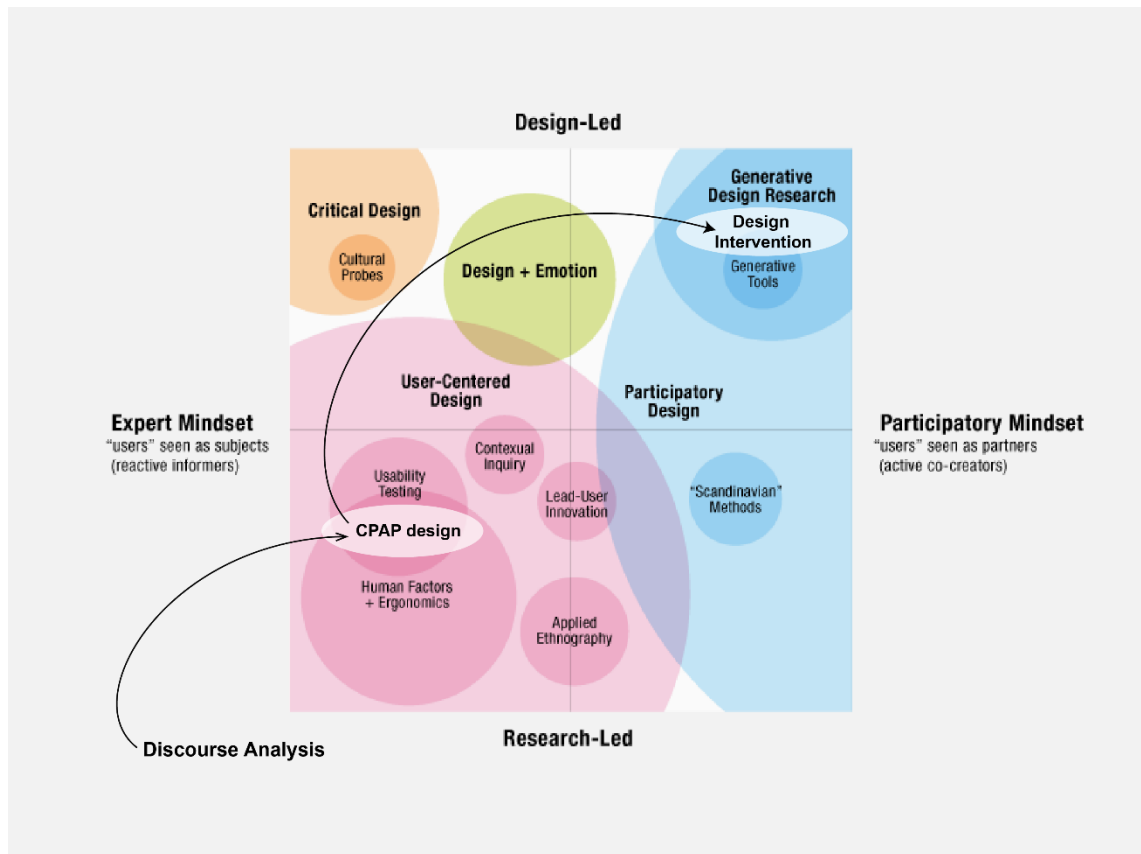 Design-Led
Generative
Design Research
Critical Design
Design
Intervention
Cultural
Probes
Design + Emotion
Generative
Tools
User-Centered
Design
Participatory
Design
Expert Mindset
"users" seen as subjects
(reactive informers)
Participatory Mindset
"users" seen as partners
(active co-creators)
Contexual
Inquiry
Usability
Testing
Lead-User
Innovation
"Scandinavian"
Methods
CPAP design
Human Factors
+ Ergonomics
Applied
Ethnography
Research-Led
Discourse Analysis